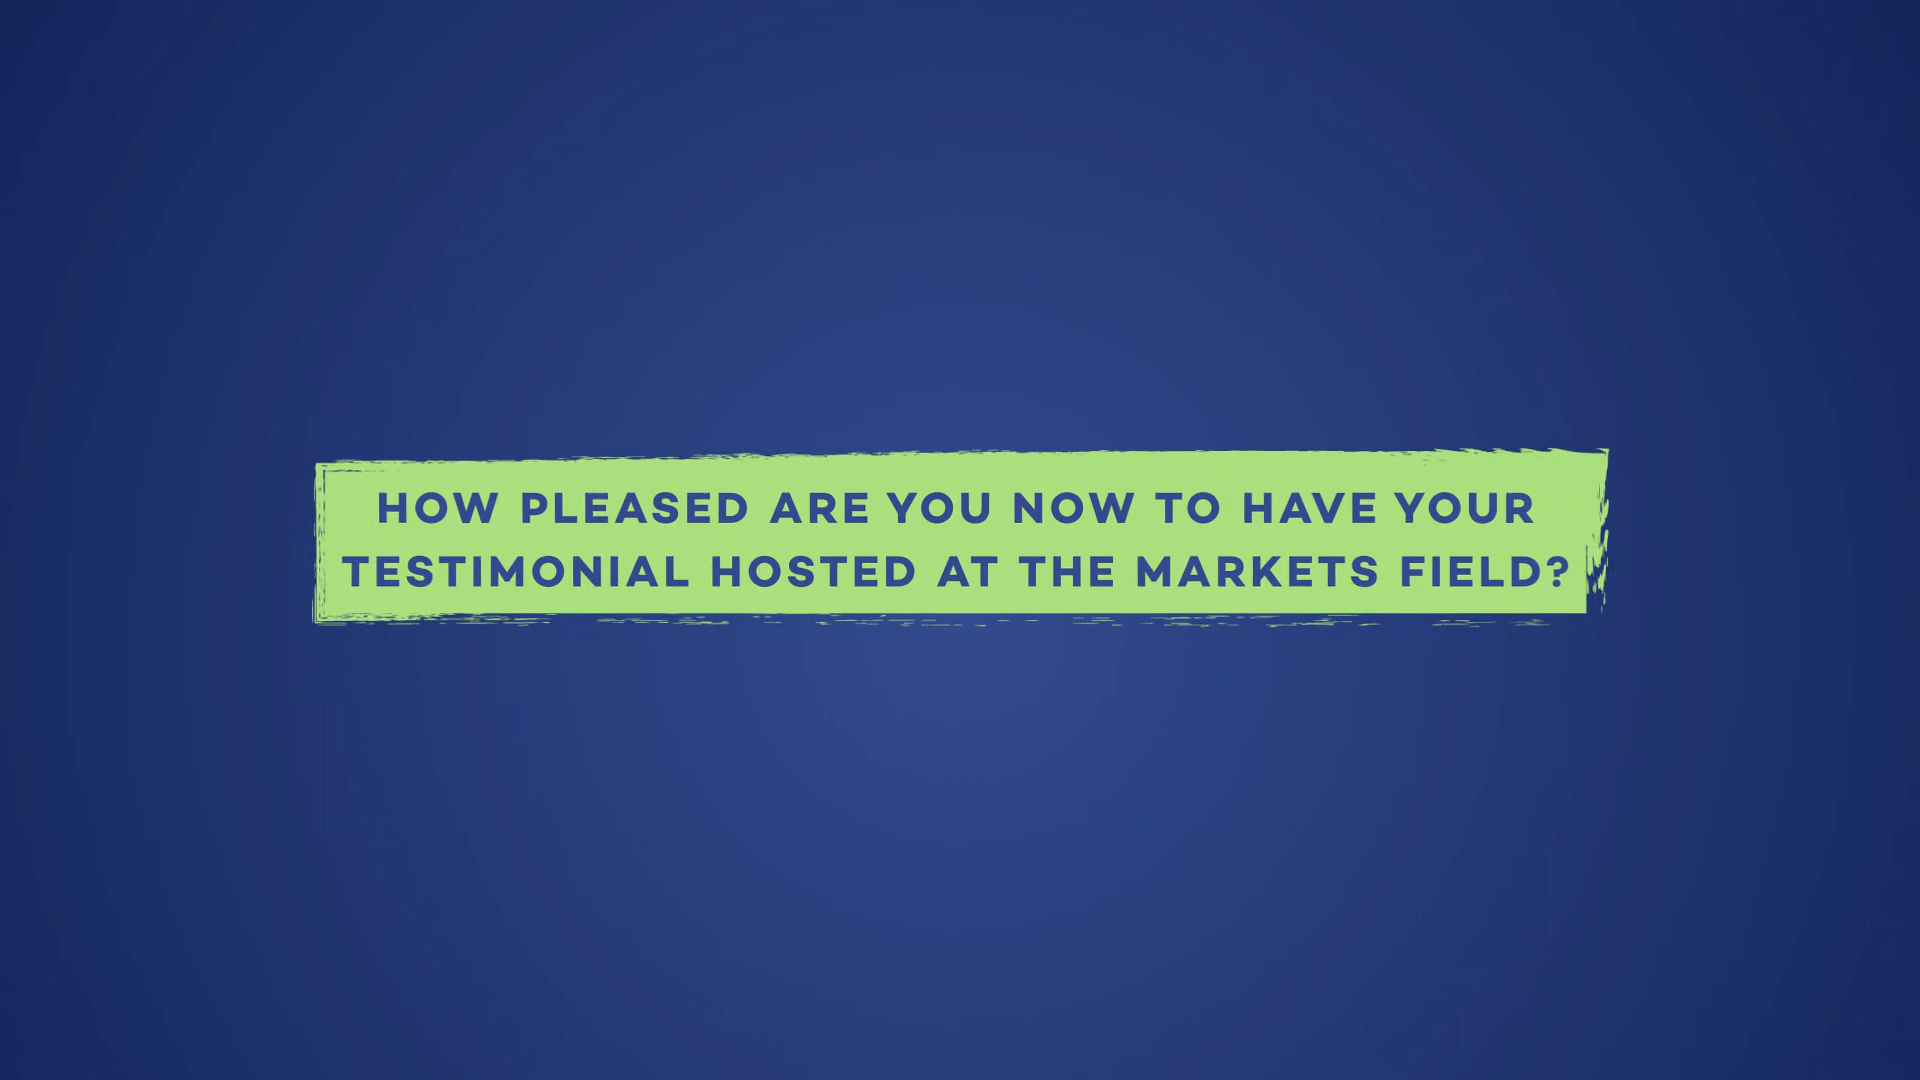 HOW PLEASED ARE YOU NOW TO HAVE YOUR
TESTIMONIAL HOSTED AT THE MARKETS FIELD?